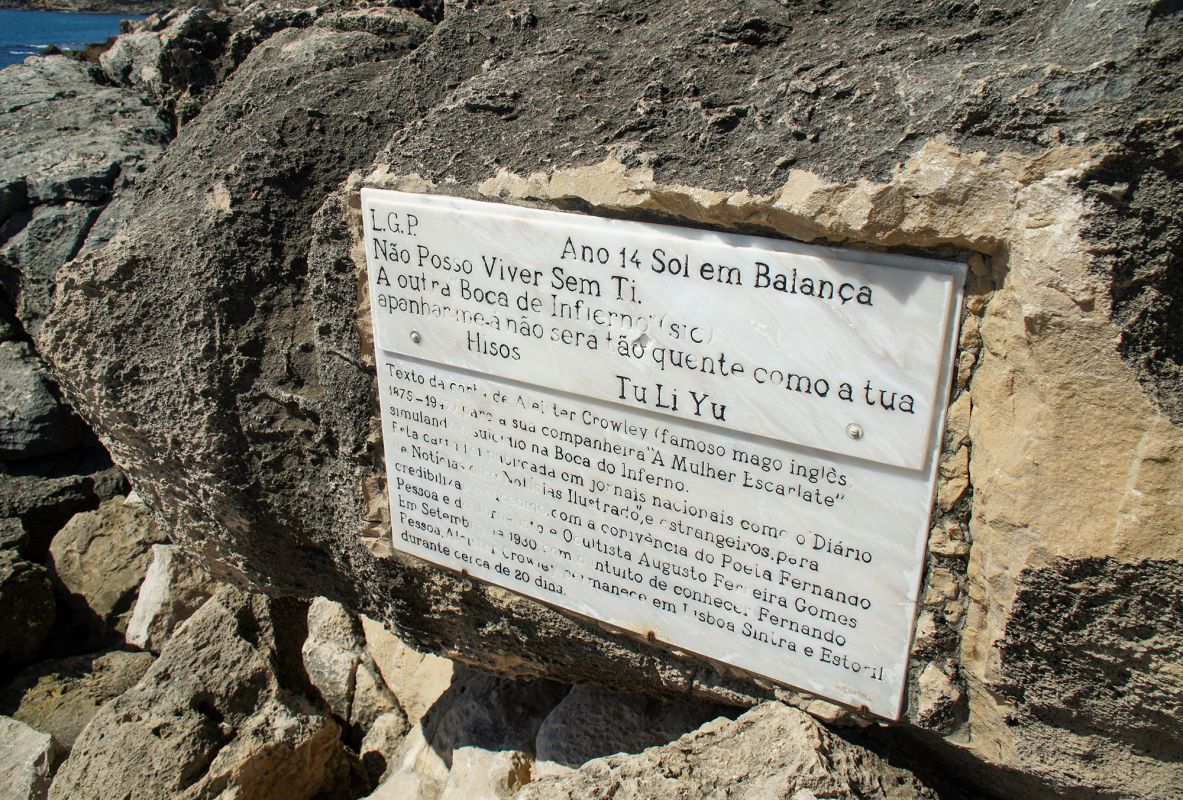 L.G.P.
Ano 14 Sol em Balança
Não Posso Viver Sem Ti.
A outra Boca de Infierno (sic)
apanhar-me-á não será tão quente como a tua
Hisos
Tu Li Yu
Texto da carta de Aleister Crowley (famoso mago inglês
1875-19 para a sua companheira "A Mulher Escarlate"
simulando suicídio na Boca do Inferno.
Esta carta foi publicada em jornais nacionais como o Diário
de Notícias ou o Notícias Ilustrado", e estrangeiros, para
credibilizar com a convivência do Poeta Fernando
Pessoa e do Jornalista e Ocultista Augusto Ferreira Gomes
Em Setembro de 1930 com o intuito de conhecer Fernando
Pessoa, Aleister Crowley permanece em Lisboa Sintra e Estoril
durante cerca de 20 dias.